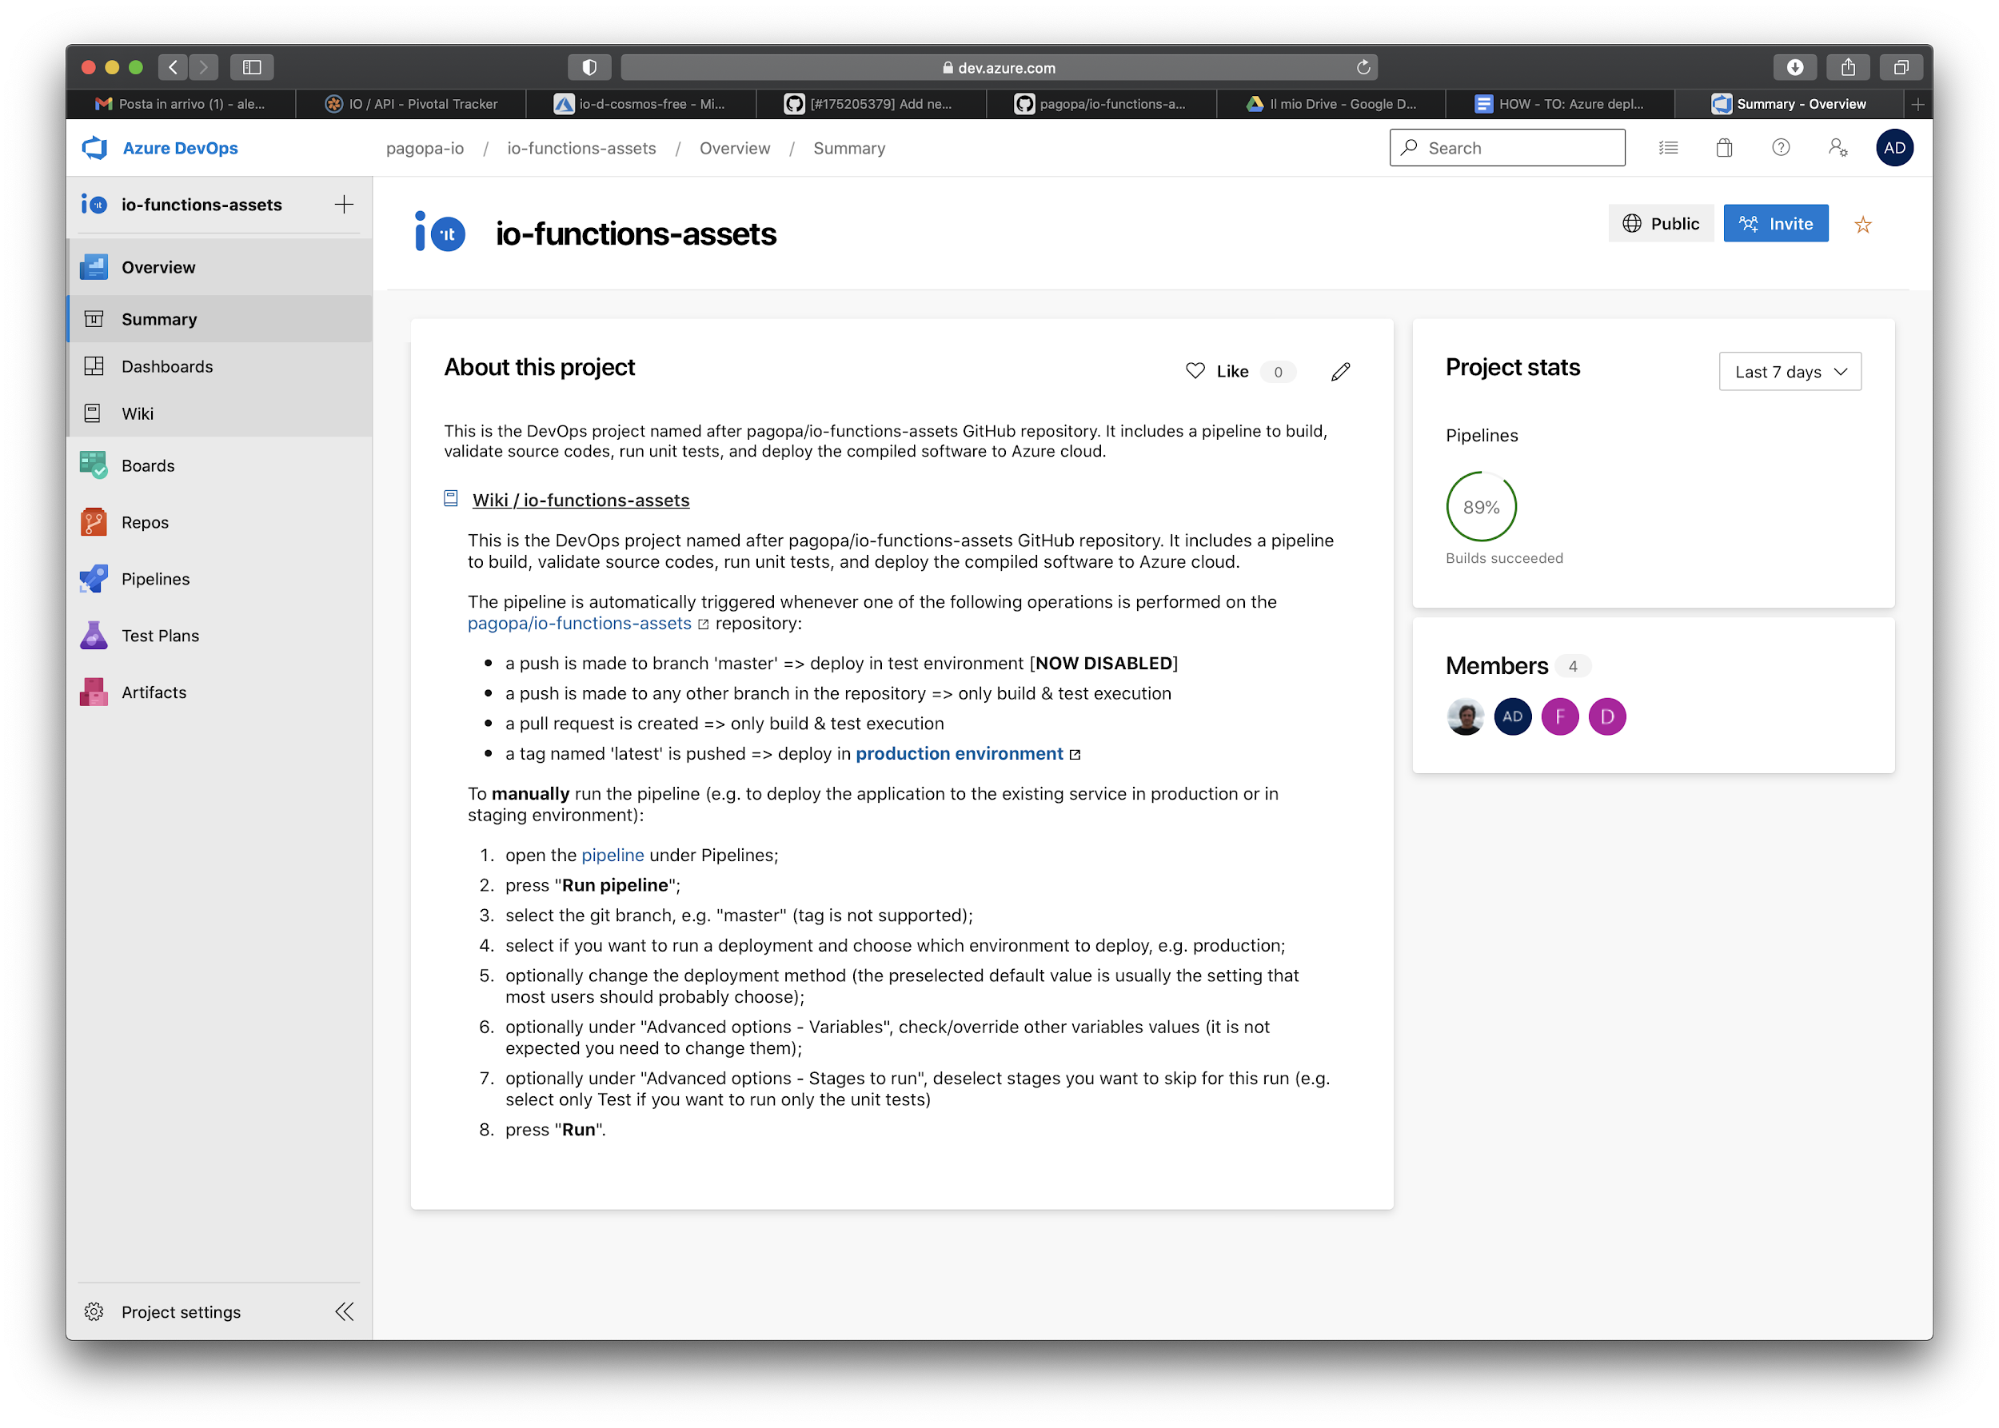 dev.azure.com
Posta in arrivo (1) - ale...
IO / API - Pivotal Tracker
io-d-cosmos-free - Mi...
[#175205379] Add ne...
pagopa/io-functions-a...
Il mio Drive - Google D...
HOW - TO: Azure depl...
Summary - Overview
Azure DevOps
pagopa-io / io-functions-assets / Overview / Summary
Search
AD
io-functions-assets
Overview
Summary
Dashboards
Wiki
Boards
Repos
Pipelines
Test Plans
Artifacts
Project settings
io-functions-assets
Public
Invite
About this project
Like 0
This is the DevOps project named after pagopa/io-functions-assets GitHub repository. It includes a pipeline to build,
validate source codes, run unit tests, and deploy the compiled software to Azure cloud.
Wiki / io-functions-assets
This is the DevOps project named after pagopa/io-functions-assets GitHub repository. It includes a pipeline
to build, validate source codes, run unit tests, and deploy the compiled software to Azure cloud.
The pipeline is automatically triggered whenever one of the following operations is performed on the
pagopa/io-functions-assets repository:
• a push is made to branch 'master' => deploy in test environment [NOW DISABLED]
• a push is made to any other branch in the repository => only build & test execution
• a pull request is created => only build & test execution
• a tag named 'latest' is pushed => deploy in production environment
To manually run the pipeline (e.g. to deploy the application to the existing service in production or in
staging environment):
1. open the pipeline under Pipelines;
2. press "Run pipeline";
3. select the git branch, e.g. "master" (tag is not supported);
4. select if you want to run a deployment and choose which environment to deploy, e.g. production;
5. optionally change the deployment method (the preselected default value is usually the setting that
most users should probably choose);
6. optionally under "Advanced options - Variables", check/override other variables values (it is not
expected you need to change them);
7. optionally under "Advanced options - Stages to run", deselect stages you want to skip for this run (e.g.
select only Test if you want to run only the unit tests)
8. press "Run".
Project stats
Last 7 days
Pipelines
89%
Builds succeeded
Members 4
AD F D